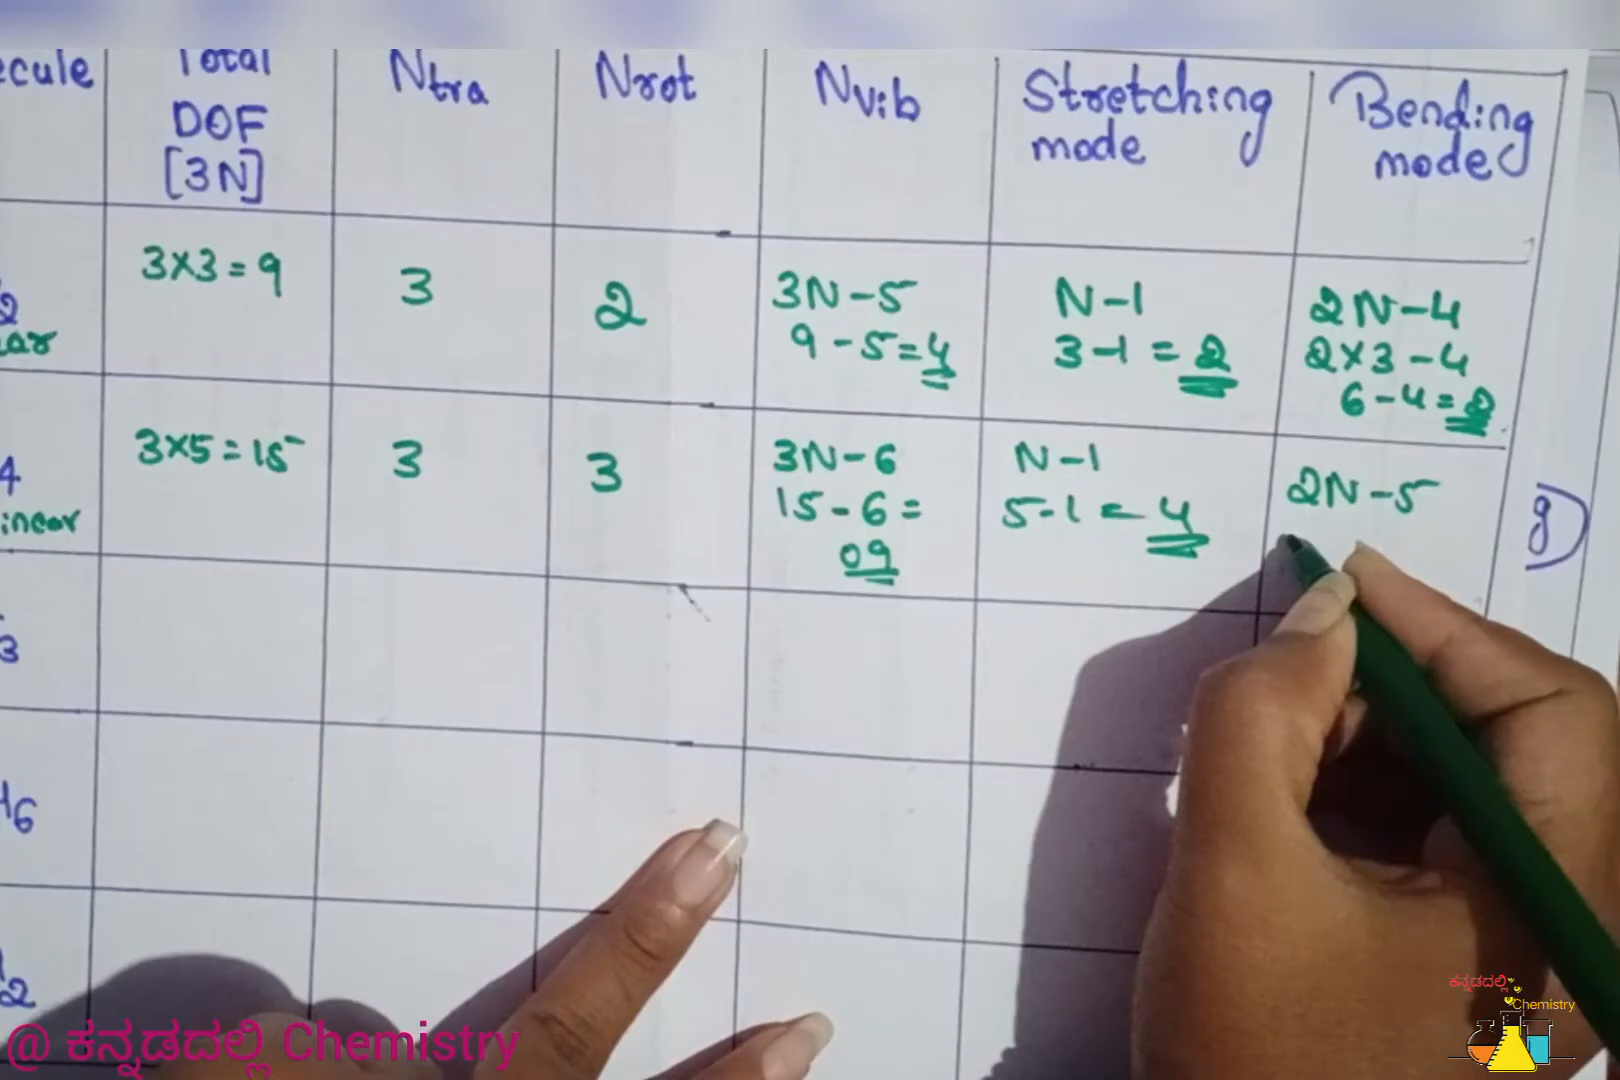 ecule Total DOF [3N] Ntra Nrot Nvib Stretching mode Bending mode
2 ar 3×3=9 3 2 3N-5 N-1 2N-4
9-5=4 3-1=2 2×3-4
6-4=2
4 inear 3×5=15 3 3 3N-6 N-1 2N-5
15-6= 5-1=4
09
3
6
2
@ ಕನ್ನಡದಲ್ಲಿ Chemistry
ಕನ್ನಡದಲ್ಲಿ
Chemistry